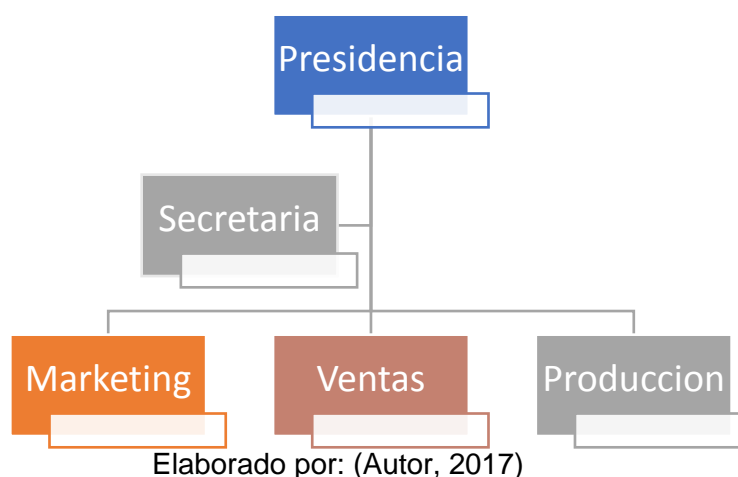 Presidencia
Secretaria
Marketing
Ventas
Produccion
Elaborado por: (Autor, 2017)